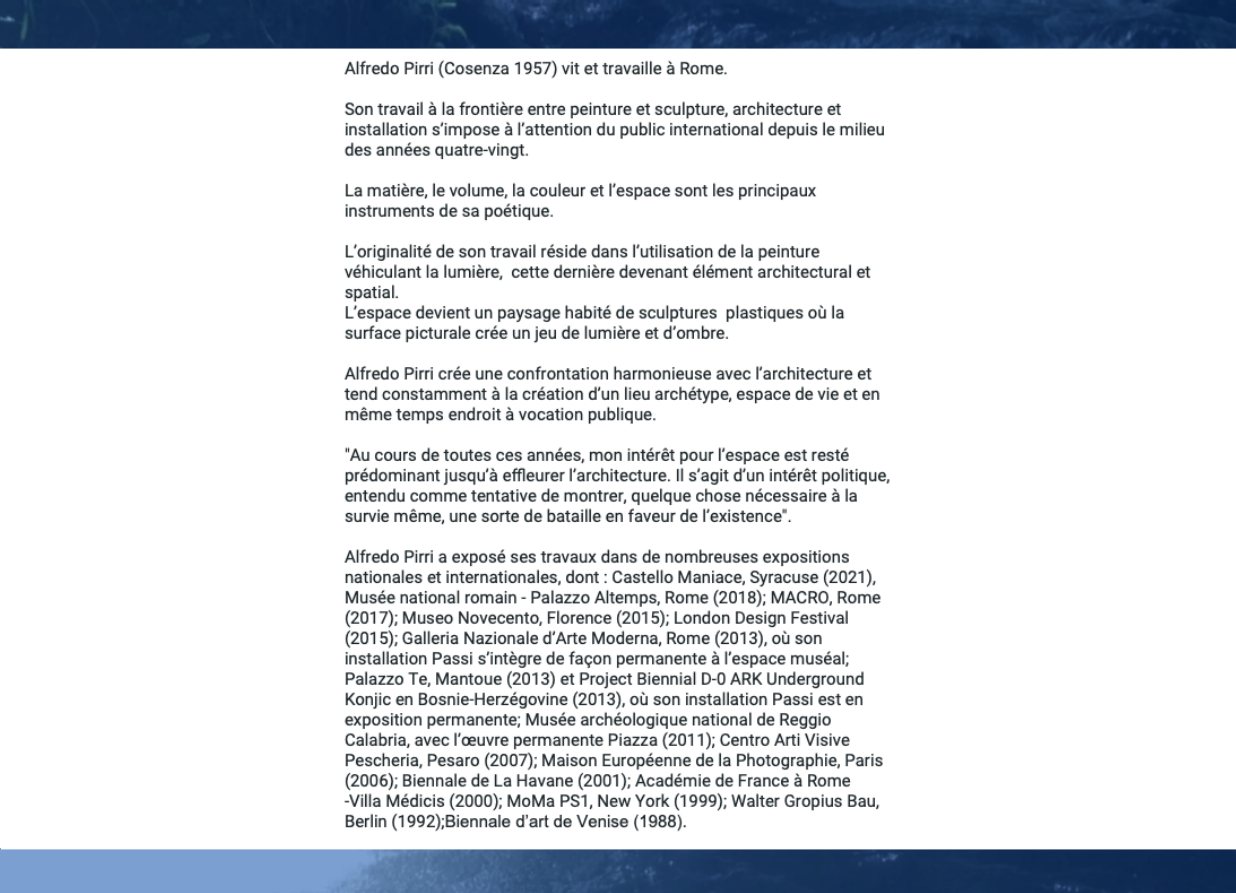 Alfredo Pirri (Cosenza 1957) vit et travaille à Rome.
Son travail à la frontière entre peinture et sculpture, architecture et
installation s’impose à l’attention du public international depuis le milieu
des années quatre-vingt.
La matière, le volume, la couleur et l’espace sont les principaux
instruments de sa poétique.
L’originalité de son travail réside dans l’utilisation de la peinture
véhiculant la lumière,  cette dernière devenant élément architectural et
spatial.
L’espace devient un paysage habité de sculptures  plastiques où la
surface picturale crée un jeu de lumière et d’ombre.
Alfredo Pirri crée une confrontation harmonieuse avec l’architecture et
tend constamment à la création d’un lieu archétype, espace de vie et en
même temps endroit à vocation publique.
"Au cours de toutes ces années, mon intérêt pour l’espace est resté
prédominant jusqu’à effleurer l’architecture. Il s’agit d’un intérêt politique,
entendu comme tentative de montrer, quelque chose nécessaire à la
survie même, une sorte de bataille en faveur de l’existence".
Alfredo Pirri a exposé ses travaux dans de nombreuses expositions
nationales et internationales, dont : Castello Maniace, Syracuse (2021),
Musée national romain - Palazzo Altemps, Rome (2018); MACRO, Rome
(2017); Museo Novecento, Florence (2015); London Design Festival
(2015); Galleria Nazionale d’Arte Moderna, Rome (2013), où son
installation Passi s’intègre de façon permanente à l’espace muséal;
Palazzo Te, Mantoue (2013) et Project Biennial D-0 ARK Underground
Konjic en Bosnie-Herzégovine (2013), où son installation Passi est en
exposition permanente; Musée archéologique national de Reggio
Calabria, avec l’œuvre permanente Piazza (2011); Centro Arti Visive
Pescheria, Pesaro (2007); Maison Européenne de la Photographie, Paris
(2006); Biennale de La Havane (2001); Académie de France à Rome
-Villa Médicis (2000); MoMa PS1, New York (1999); Walter Gropius Bau,
Berlin (1992);Biennale d'art de Venise (1988).